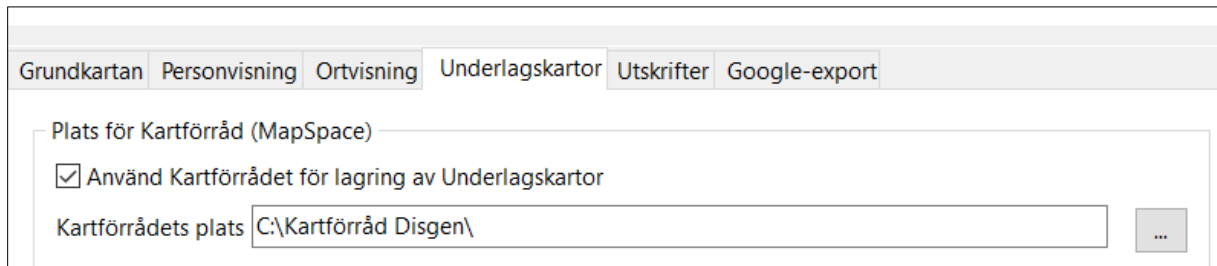 Grundkartan Personvisning Ortvisning Underlagskartor Utskrifter Google-export
Plats för Kartförråd (MapSpace)
Använd Kartförrådet för lagring av Underlagskartor
Kartförrådets plats C:\Kartförråd Disgen\ ...